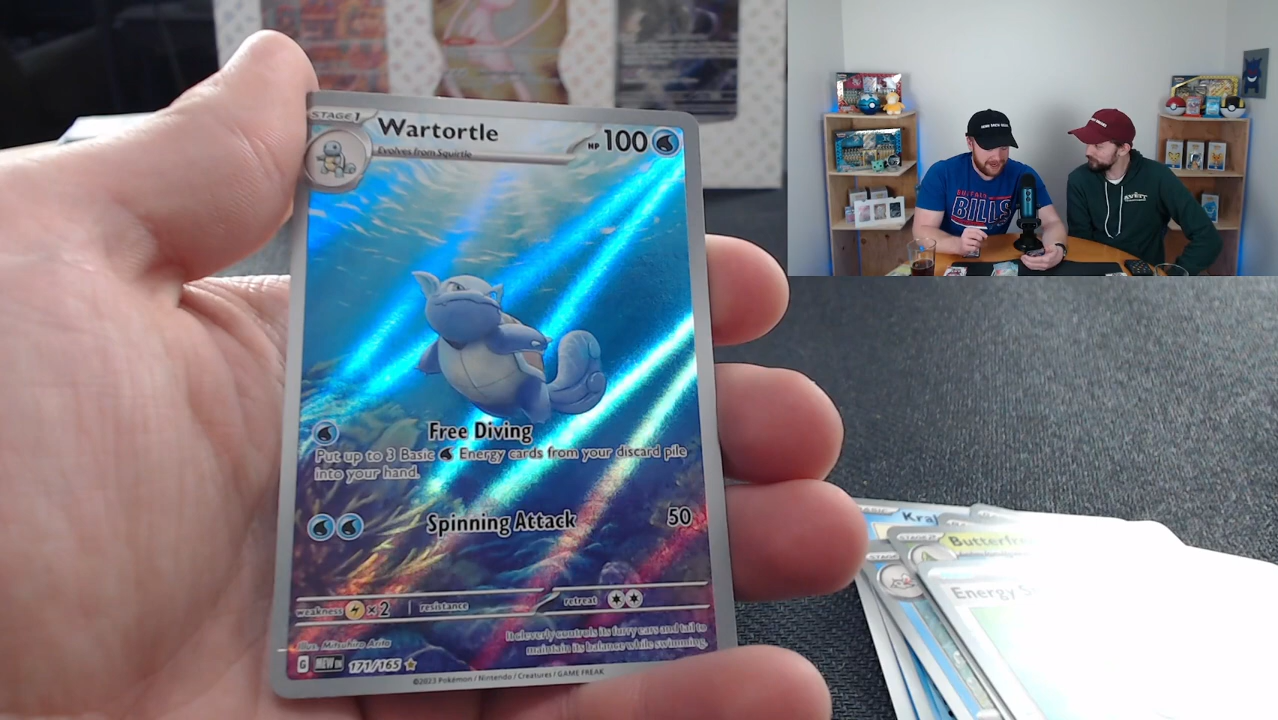 STAGE 1
Wartortle
HP 100
Evolves from Squirtle
Free Diving
Put up to 3 Basic Energy cards from your discard pile
into your hand.
Spinning Attack 50
weakness ×2 resistance retreat
Illus. Mitsuhiro Arita
It cleverly controls its furry ears and tail to
maintain its balance while swimming.
G MEW EN 171/165
©2023 Pokémon / Nintendo / Creatures / GAME FREAK
BUFFALO
BILLS
Butterfr
Energy S